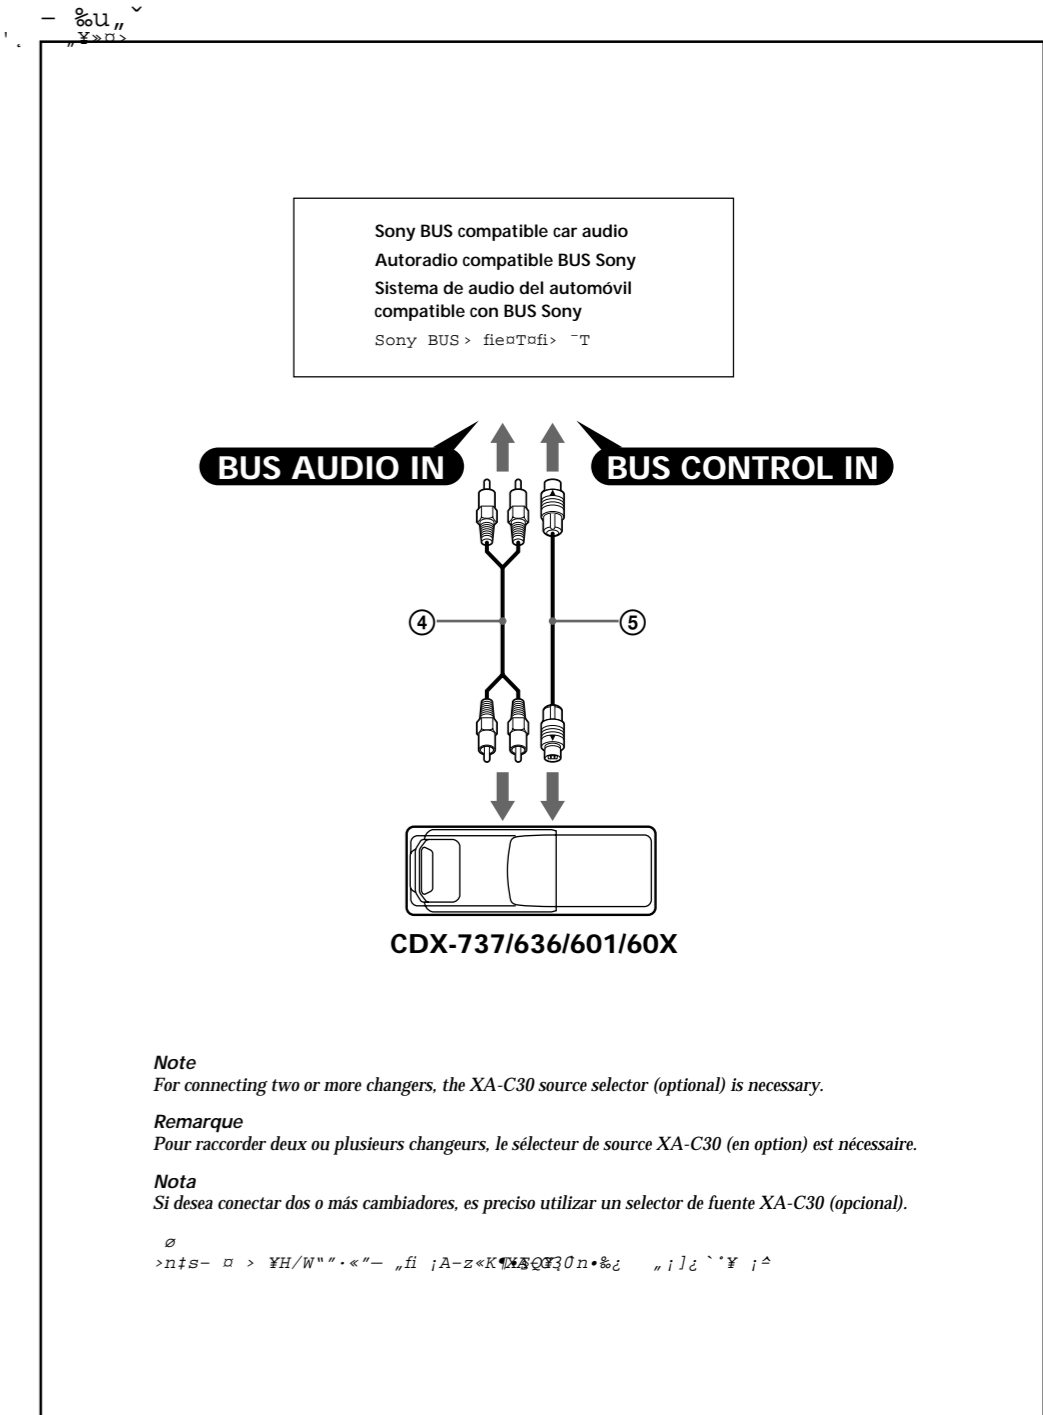 – ‰u„ˇ
'˛ „¥»¤›
Sony BUS compatible car audio
Autoradio compatible BUS Sony
Sistema de audio del automóvil
compatible con BUS Sony
Sony BUS› fie¤T¤fi› ¯T
BUS AUDIO IN
BUS CONTROL IN
④
⑤
CDX-737/636/601/60X
Note
For connecting two or more changers, the XA-C30 source selector (optional) is necessary.
Remarque
Pour raccorder deux ou plusieurs changeurs, le sélecteur de source XA-C30 (en option) est nécessaire.
Nota
Si desea conectar dos o más cambiadores, es preciso utilizar un selector de fuente XA-C30 (opcional).
ø
›n‡s– ¤ › ¥H/W“”·«”— „fi ¡A–z«K¶